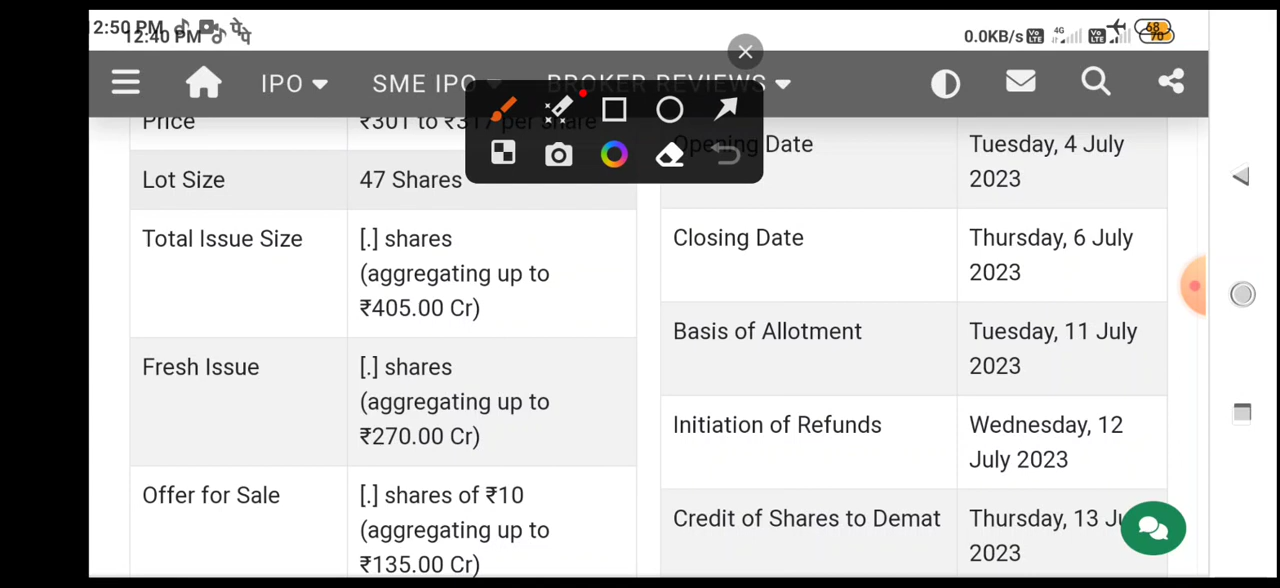 12:50 PM
12:40 PM
पे
0.0KB/s
4G
68
70
IPO
SME IPO
BROKER REVIEWS
Price
₹301 to ₹317 per share
Lot Size
47 Shares
Total Issue Size
[.] shares
(aggregating up to
₹405.00 Cr)
Fresh Issue
[.] shares
(aggregating up to
₹270.00 Cr)
Offer for Sale
[.] shares of ₹10
(aggregating up to
₹135.00 Cr)
Opening Date
Tuesday, 4 July
2023
Closing Date
Thursday, 6 July
2023
Basis of Allotment
Tuesday, 11 July
2023
Initiation of Refunds
Wednesday, 12
July 2023
Credit of Shares to Demat
Thursday, 13 Ju
2023